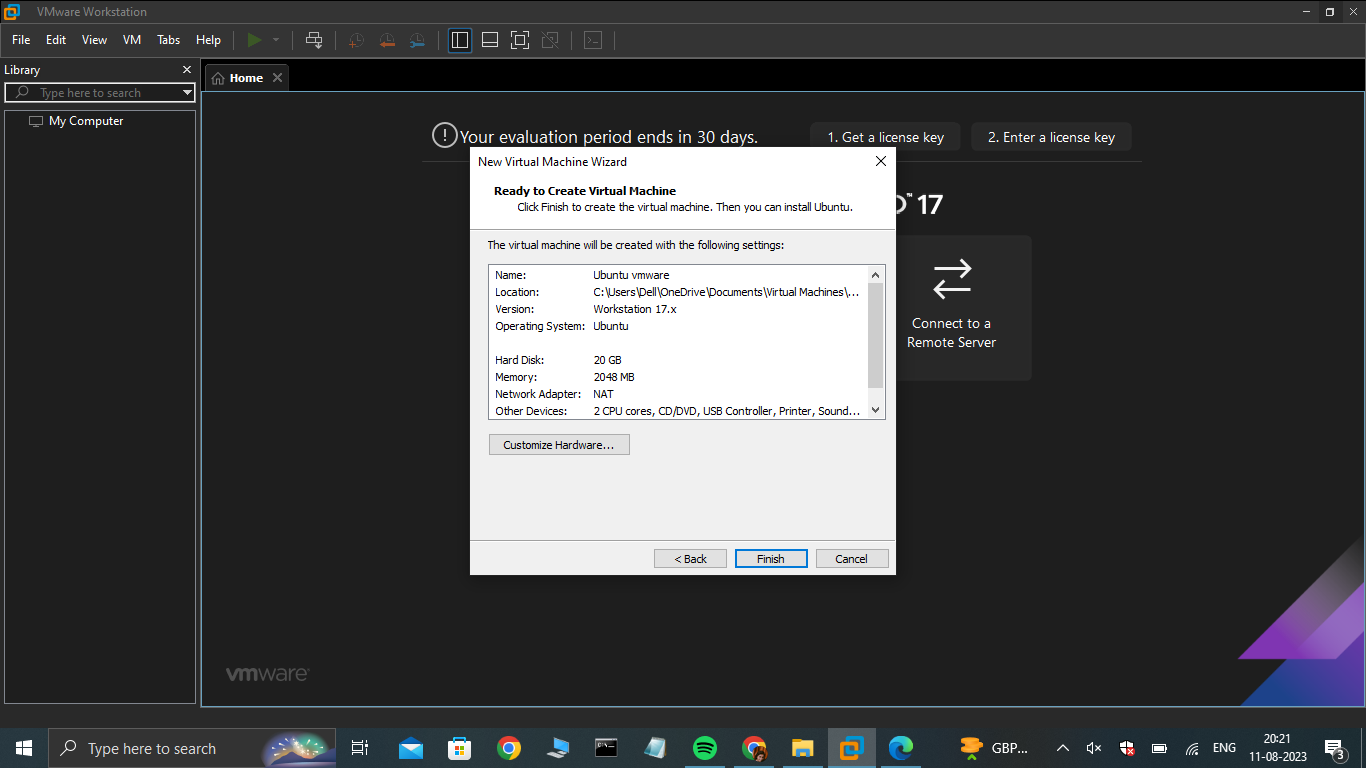 VMware Workstation
File Edit View VM Tabs Help
Library
Type here to search
My Computer
Home
Your evaluation period ends in 30 days.
1. Get a license key
2. Enter a license key
™ 17
Connect to a
Remote Server
New Virtual Machine Wizard
Ready to Create Virtual Machine
Click Finish to create the virtual machine. Then you can install Ubuntu.
The virtual machine will be created with the following settings:
Name: Ubuntu vmware
Location: C:\Users\Dell\OneDrive\Documents\Virtual Machines\...
Version: Workstation 17.x
Operating System: Ubuntu
Hard Disk: 20 GB
Memory: 2048 MB
Network Adapter: NAT
Other Devices: 2 CPU cores, CD/DVD, USB Controller, Printer, Sound...
Customize Hardware...
< Back Finish Cancel
vmware
Type here to search
GBP...
ENG
20:21
11-08-2023
3